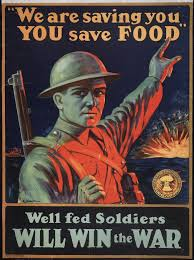 "We are saving you
YOU save FOOD"
Well fed Soldiers
WILL WIN the WAR